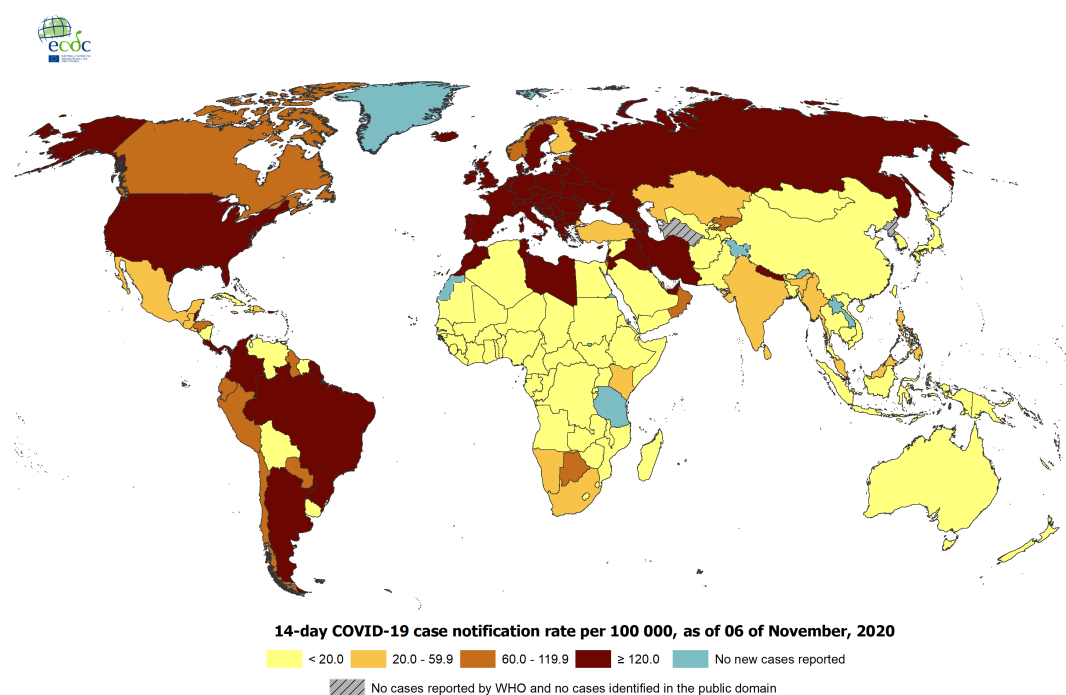 ecdc
14-day COVID-19 case notification rate per 100 000, as of 06 of November, 2020
< 20.0
20.0 - 59.9
60.0 - 119.9
≥ 120.0
No new cases reported
No cases reported by WHO and no cases identified in the public domain